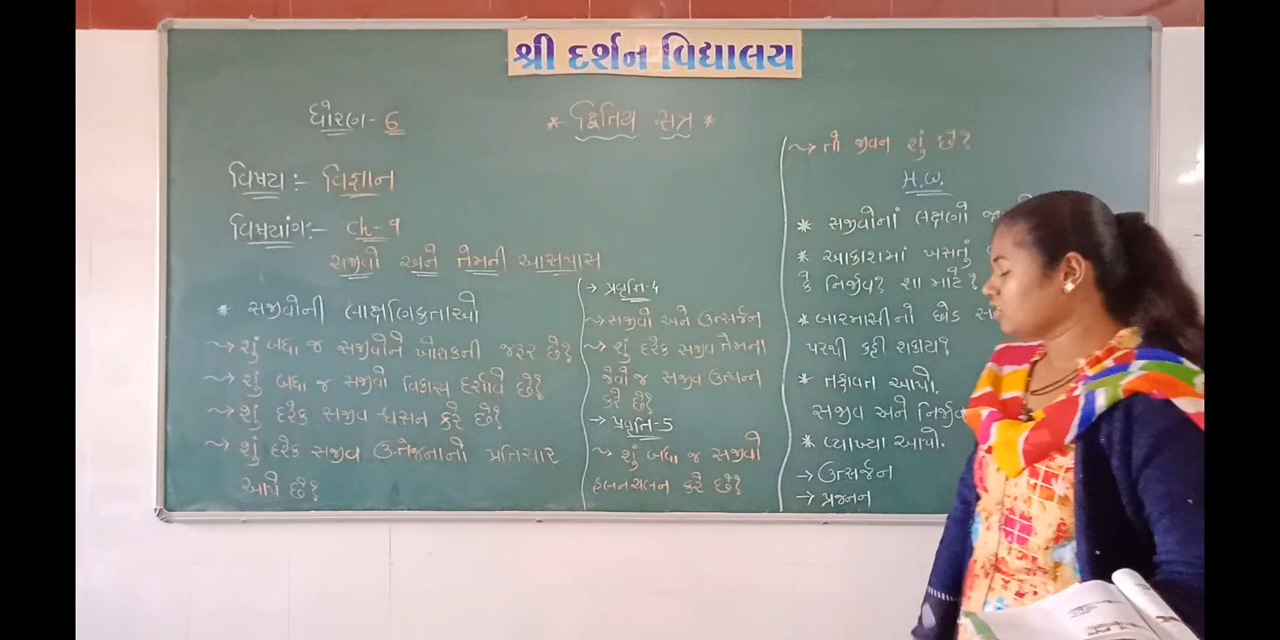 શ્રી દર્શન વિદ્યાલય
ધોરણ - 6
* દ્વિતિય સત્ર *
વિષય :- વિજ્ઞાન
વિષયાંગ:- ch - ૧
સજીવો અને તેમની આસપાસ
* સજીવોની લાક્ષણિકતાઓ
~> શું બધા જ સજીવોને ખોરાકની જરૂર છે?
~> શું બધા જ સજીવો વિકાસ દર્શાવે છે?
~> શું દરેક સજીવ શ્વસન કરે છે?
~> શું દરેક સજીવ ઉત્તેજનાનો પ્રતિચાર
આપે છે?
→ પ્રવૃત્તિ - 4
~> સજીવો અને ઉત્સર્જન
~> શું દરેક સજીવ તેમના
જેવો જ સજીવ ઉત્પન્ન
કરે છે?
→ પ્રવૃત્તિ - 5
~> શું બધા જ સજીવો
હલનચલન કરે છે?
~> તો જીવન શું છે?
H.W.
* સજીવોનાં લક્ષણો
* આકાશમાં ખસતું
કે નિર્જીવ? શા માટે?
* બારમાસીનો છોડ
પરથી કહી શકાય?
* તફાવત આપો.
સજીવ અને નિર્જીવ
* વ્યાખ્યા આપો.
→ ઉત્સર્જન
→ પ્રજનન